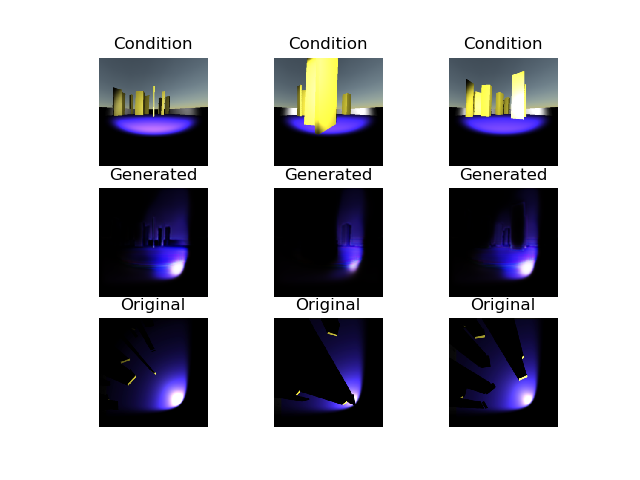 Condition Condition Condition
Generated Generated Generated
Original Original Original